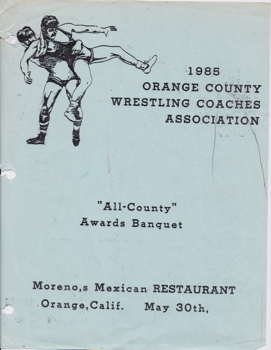 1985
ORANGE COUNTY
WRESTLING COACHES
ASSOCIATION
"All-County"
Awards Banquet
Moreno,s Mexican RESTAURANT
Orange,Calif. May 30th,